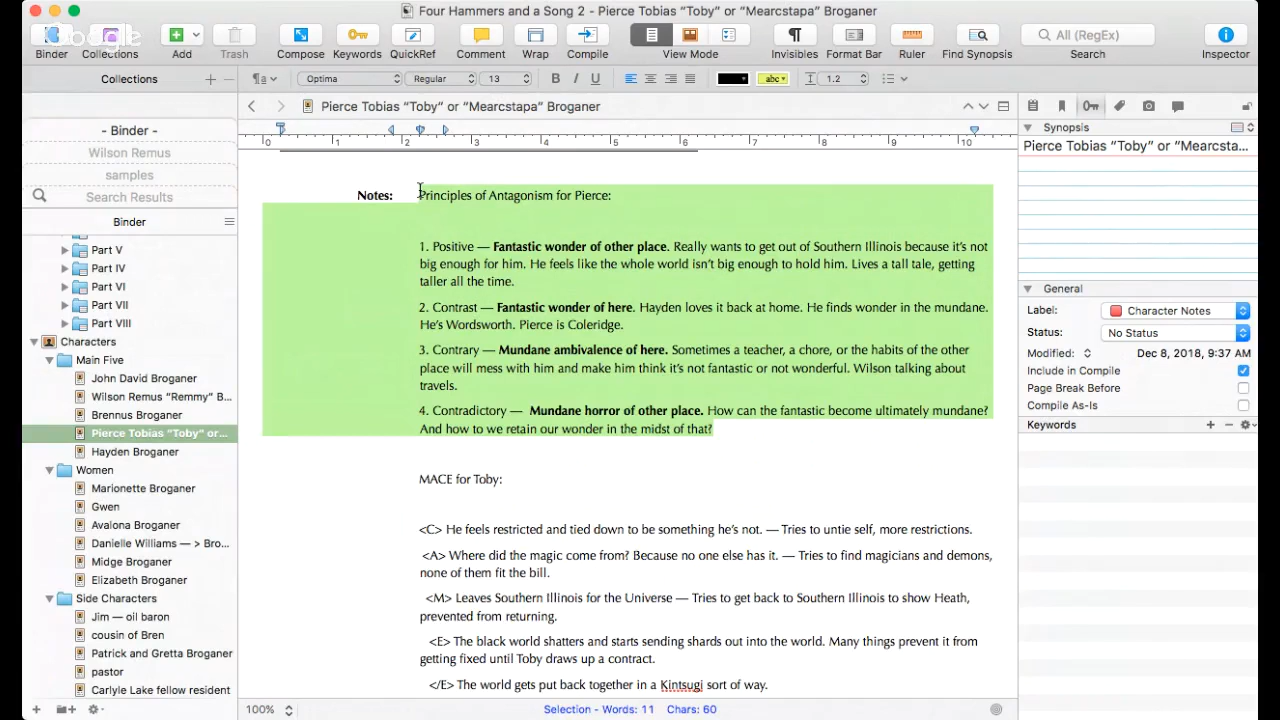 Four Hammers and a Song 2 - Pierce Tobias “Toby” or “Mearcstapa” Broganer
Binder Collections Add Trash Compose Keywords QuickRef Comment Wrap Compile View Mode Invisibles Format Bar Ruler Find Synopsis Search Inspector
All (RegEx)
Collections
Optima Regular 13 B I U abc 1.2
- Binder -
Wilson Remus
samples
Search Results
Binder
Part V
Part IV
Part VI
Part VII
Part VIII
Characters
Main Five
John David Broganer
Wilson Remus “Remmy” B...
Brennus Broganer
Pierce Tobias “Toby” or...
Hayden Broganer
Women
Marionette Broganer
Gwen
Avalona Broganer
Danielle Williams — > Bro...
Midge Broganer
Elizabeth Broganer
Side Characters
Jim — oil baron
cousin of Bren
Patrick and Gretta Broganer
pastor
Carlyle Lake fellow resident
Pierce Tobias “Toby” or “Mearcstapa” Broganer
0 1 2 3 4 5 6 7 8 9 10
Notes: Principles of Antagonism for Pierce:
1. Positive — Fantastic wonder of other place. Really wants to get out of Southern Illinois because it’s not
big enough for him. He feels like the whole world isn’t big enough to hold him. Lives a tall tale, getting
taller all the time.
2. Contrast — Fantastic wonder of here. Hayden loves it back at home. He finds wonder in the mundane.
He’s Wordsworth. Pierce is Coleridge.
3. Contrary — Mundane ambivalence of here. Sometimes a teacher, a chore, or the habits of the other
place will mess with him and make him think it’s not fantastic or not wonderful. Wilson talking about
travels.
4. Contradictory — Mundane horror of other place. How can the fantastic become ultimately mundane?
And how to we retain our wonder in the midst of that?
MACE for Toby:
<C> He feels restricted and tied down to be something he’s not. — Tries to untie self, more restrictions.
<A> Where did the magic come from? Because no one else has it. — Tries to find magicians and demons,
none of them fit the bill.
<M> Leaves Southern Illinois for the Universe — Tries to get back to Southern Illinois to show Heath,
prevented from returning.
<E> The black world shatters and starts sending shards out into the world. Many things prevent it from
getting fixed until Toby draws up a contract.
</E> The world gets put back together in a Kintsugi sort of way.
100%
Selection - Words: 11 Chars: 60
Synopsis
Pierce Tobias “Toby” or “Mearcsta...
General
Label: Character Notes
Status: No Status
Modified: Dec 8, 2018, 9:37 AM
Include in Compile
Page Break Before
Compile As-Is
Keywords